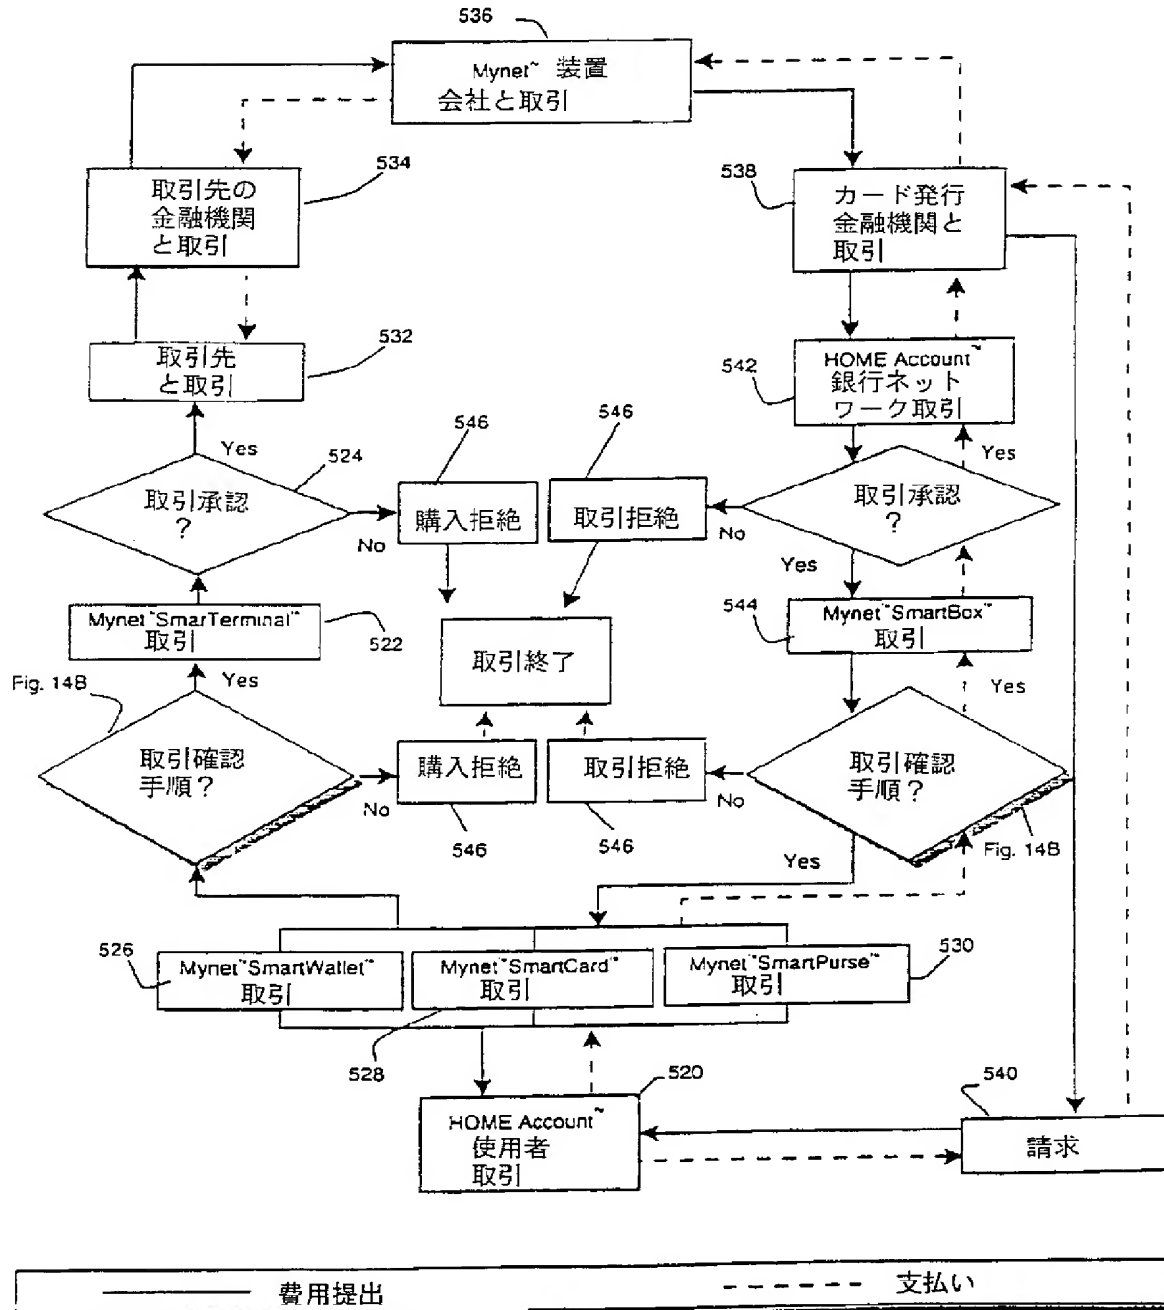 536
Mynet™ 装置
会社と取引
534
取引先の
金融機関
と取引
538
カード発行
金融機関と
取引
532
取引先
と取引
542
HOME Account™
銀行ネット
ワーク取引
Yes
524
取引承認
?
No
546
購入拒絶
546
取引拒絶
Yes
取引承認
?
No
Yes
Mynet™SmarTerminal™
取引
522
取引終了
544
Mynet™SmartBox™
取引
Fig. 14B
Yes
取引確認
手順?
No
購入拒絶
546
取引拒絶
546
Yes
取引確認
手順?
No
Fig. 14B
Yes
526
Mynet™SmartWallet™
取引
Mynet™SmartCard™
取引
528
Mynet™SmartPurse™
取引
530
520
HOME Account™
使用者
取引
540
請求
費用提出
支払い